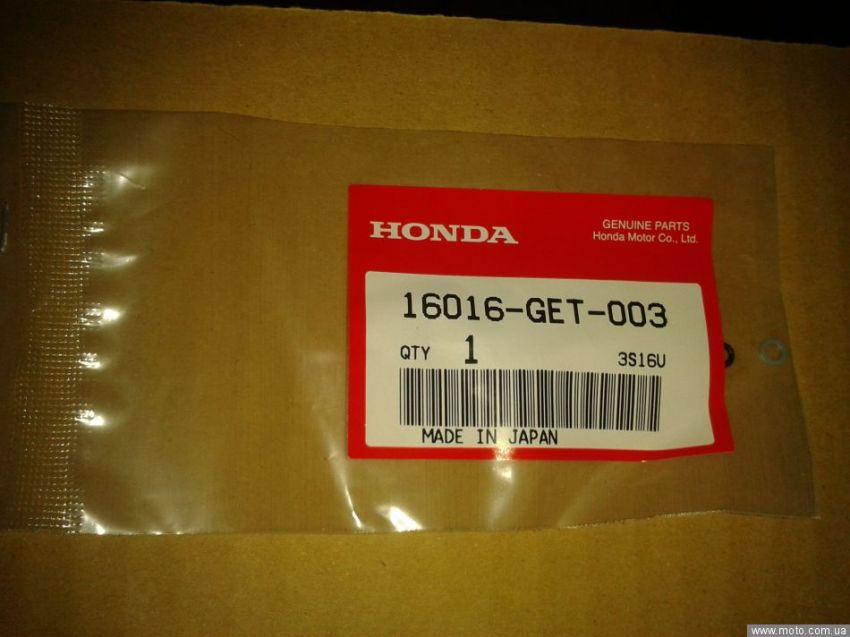 HONDA
GENUINE PARTS
Honda Motor Co., Ltd.
16016-GET-003
QTY 1 3S16U
MADE IN JAPAN
www.moto.com.ua